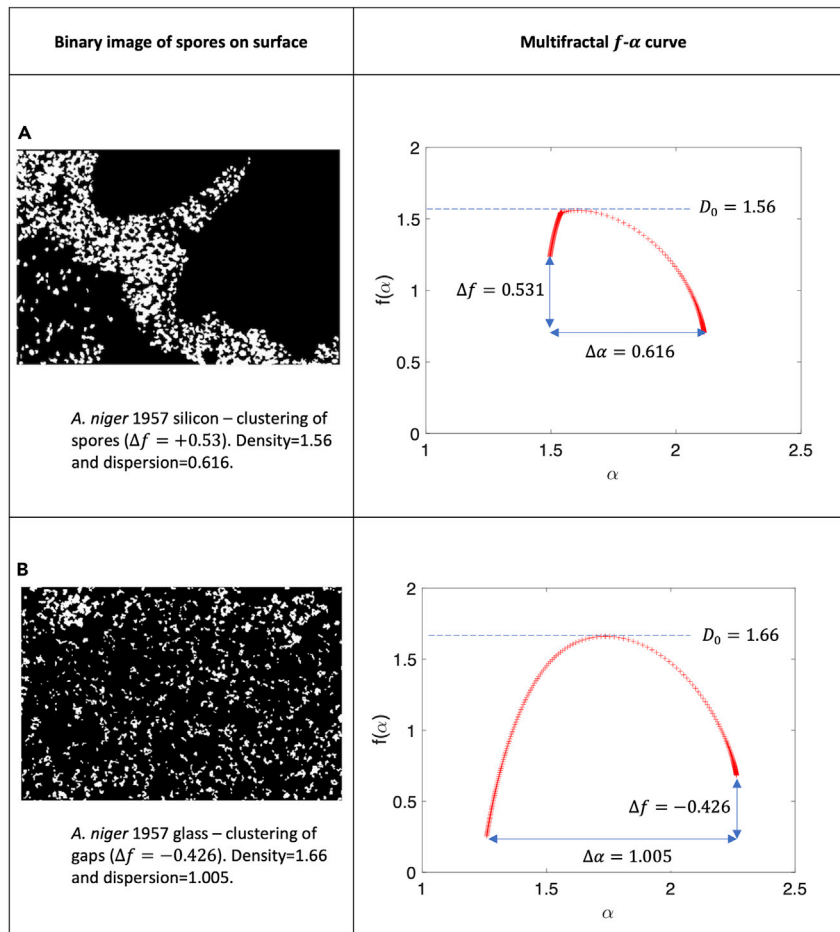 Binary image of spores on surface
Multifractal f-α curve
A
2
1.5
1
0.5
0
1
1.5
2
2.5
f(α)
α
D₀ = 1.56
Δf = 0.531
Δα = 0.616
A. niger 1957 silicon – clustering of
spores (Δf = +0.53). Density=1.56
and dispersion=0.616.
B
2
1.5
1
0.5
0
1
1.5
2
2.5
f(α)
α
D₀ = 1.66
Δf = −0.426
Δα = 1.005
A. niger 1957 glass – clustering of
gaps (Δf = −0.426). Density=1.66
and dispersion=1.005.